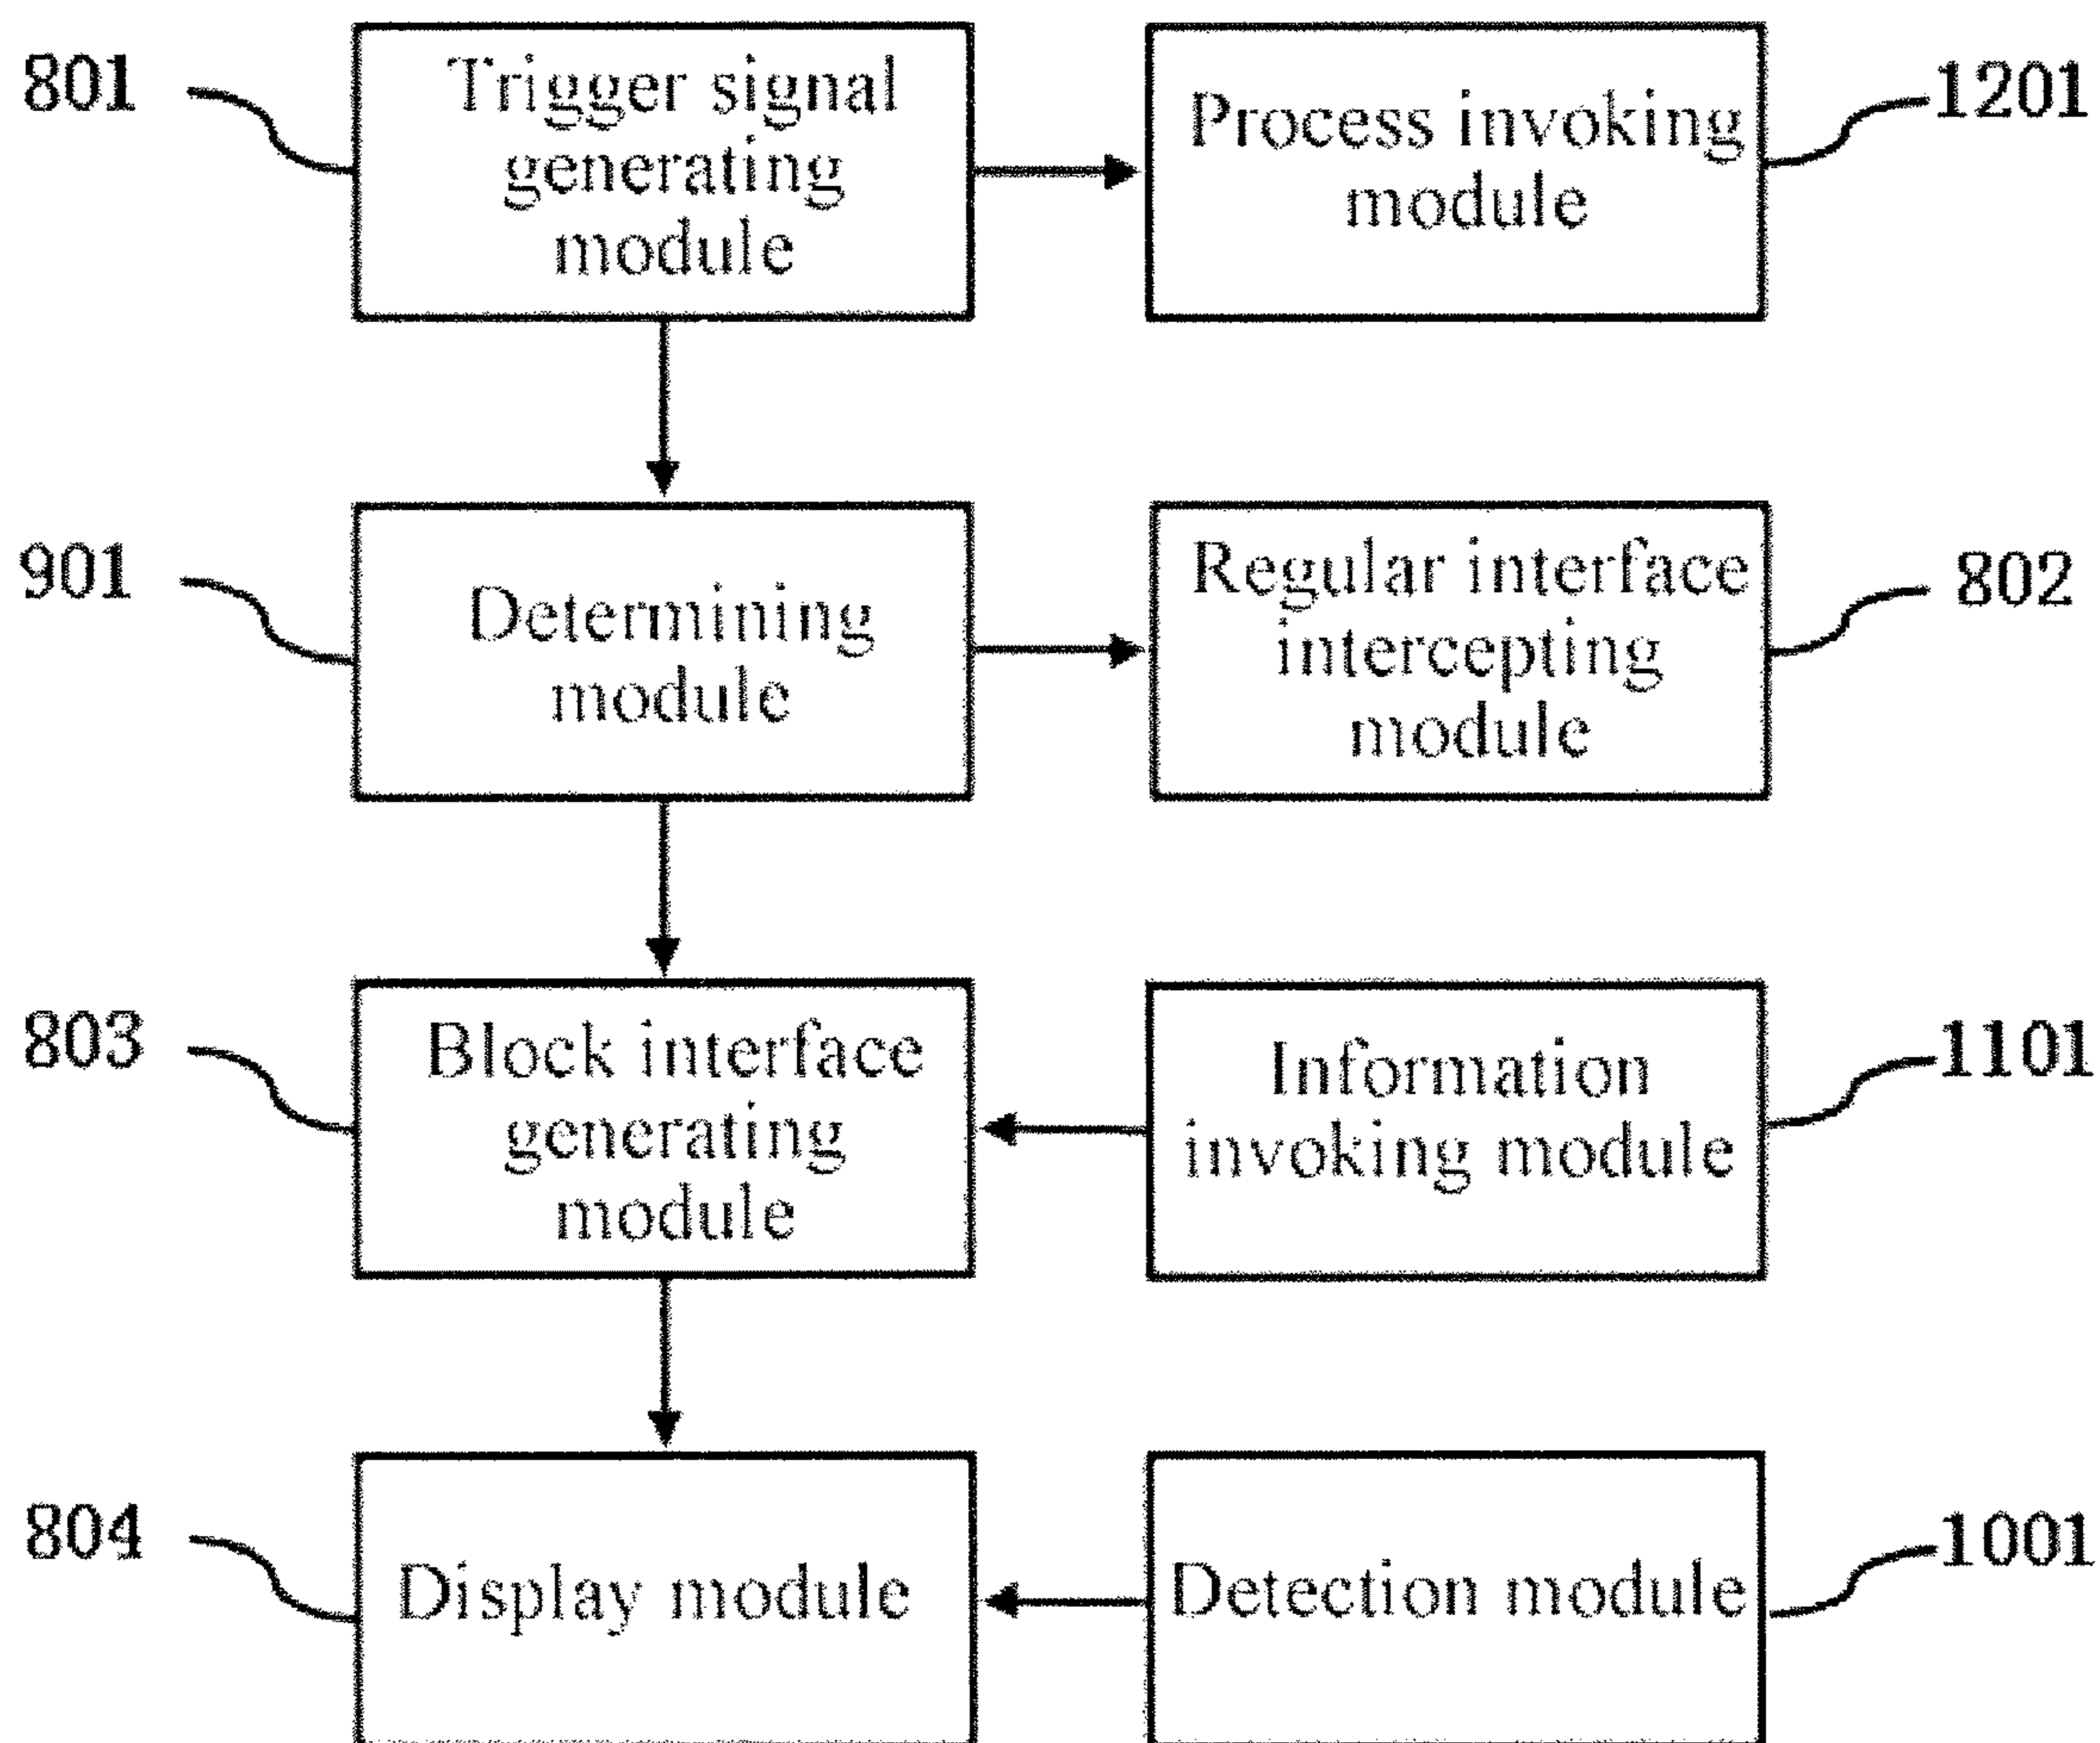 801
Trigger signal
generating
module
Process invoking
module
1201
901
Determining
module
Regular interface
intercepting
module
802
803
Block interface
generating
module
Information
invoking module
1101
804
Display module
Detection module
1001